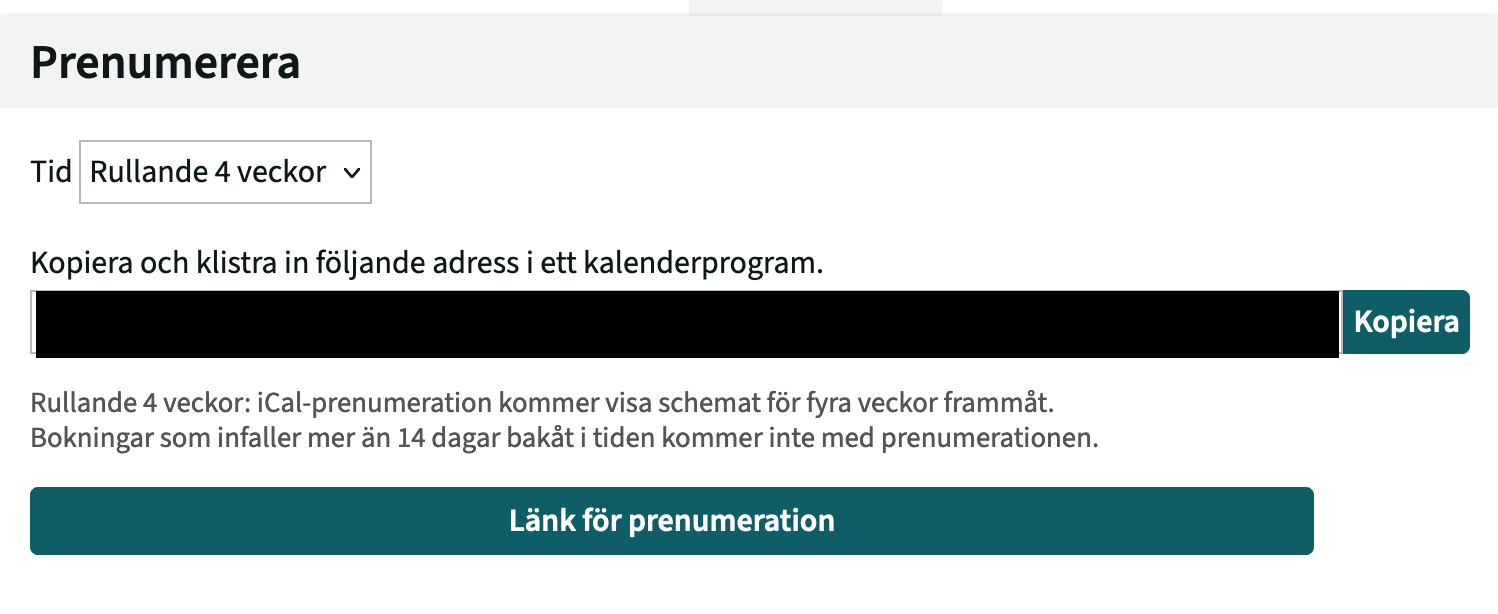 Prenumerera
Tid Rullande 4 veckor
Kopiera och klistra in följande adress i ett kalenderprogram.
Kopiera
Rullande 4 veckor: iCal-prenumeration kommer visa schemat för fyra veckor frammåt.
Bokningar som infaller mer än 14 dagar bakåt i tiden kommer inte med prenumerationen.
Länk för prenumeration